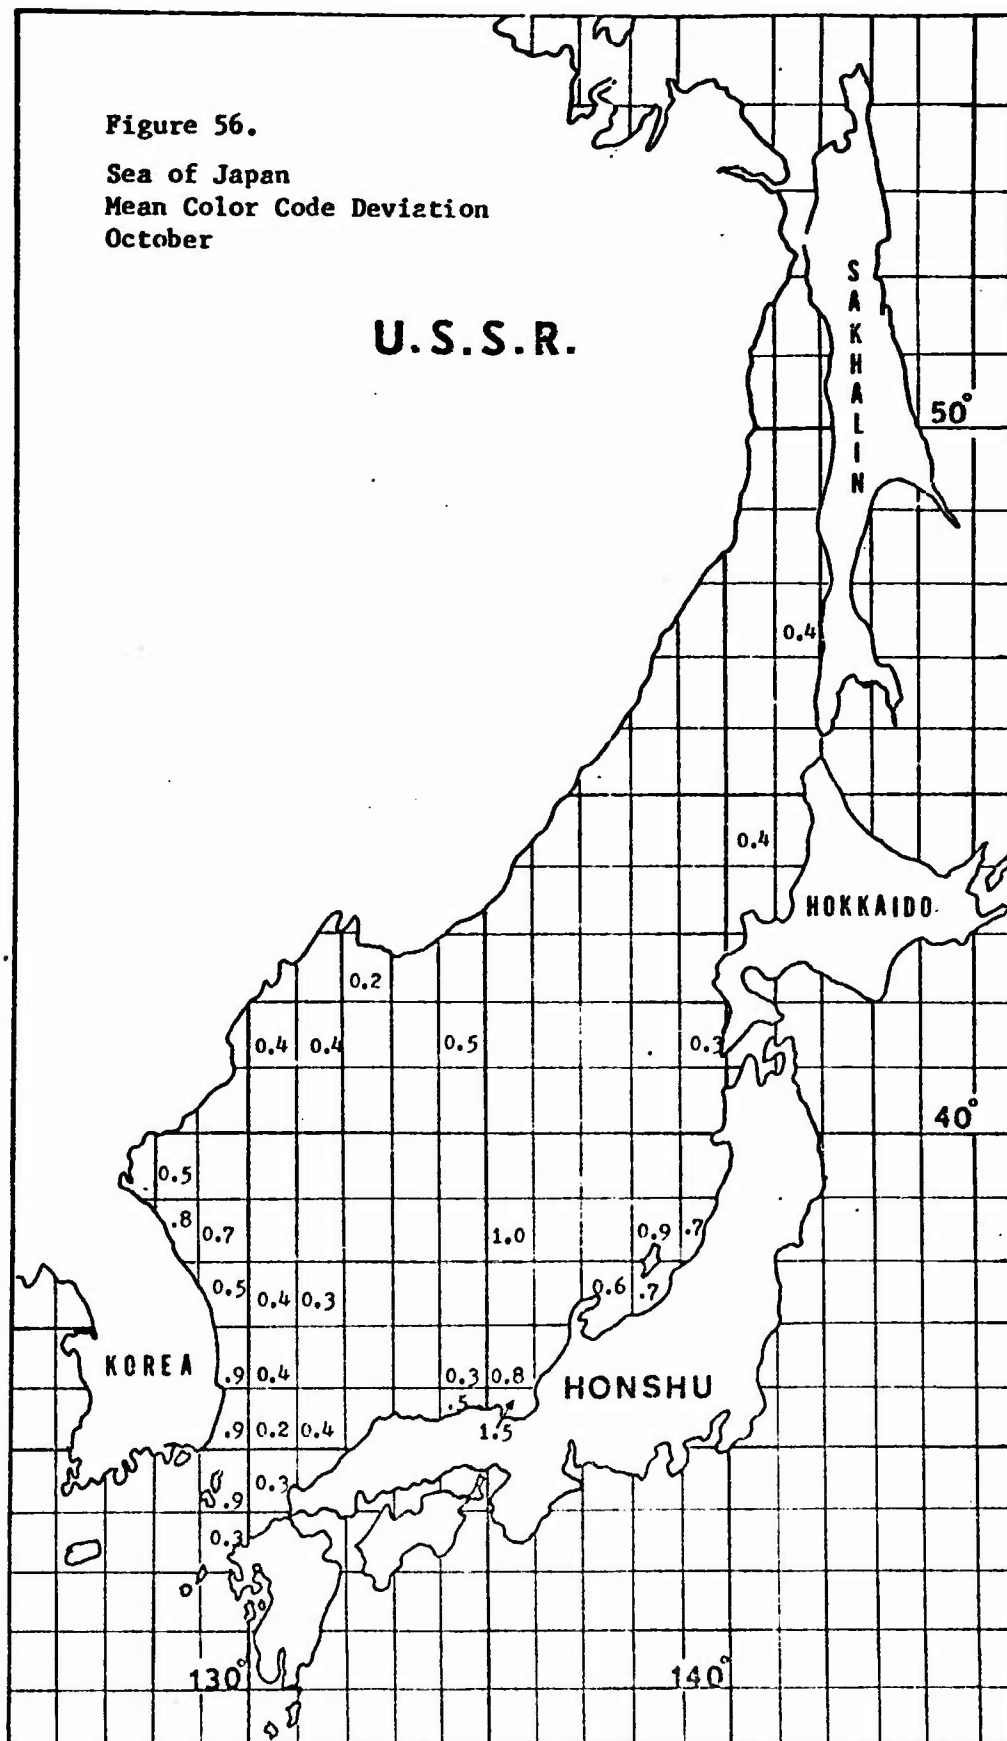 Figure 56.
Sea of Japan
Mean Color Code Deviation
October
U.S.S.R.
SAKHALIN
50°
0.4
0.4
HOKKAIDO
0.2
0.4 0.4 0.5 0.3
40°
0.5
.8 0.7 1.0 0.9 .7
0.5 0.4 0.3 0.6 .7
KOREA .9 0.4 0.3 0.8 HONSHU
.5
.9 0.2 0.4 1.5
.9 0.3
0.3
130° 140°